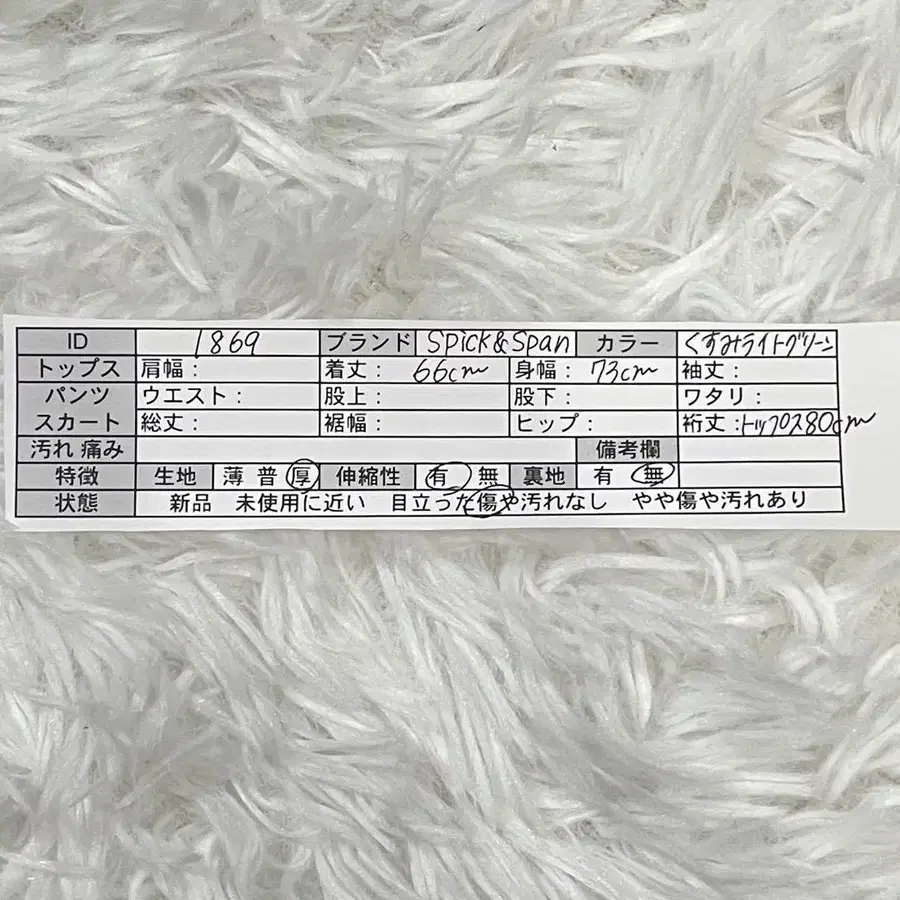 ID 1869 ブランド Spick&Span カラー くすみライトグリーン
トップス 肩幅： 着丈： 66cm 身幅： 73cm 袖丈：
パンツ ウエスト： 股上： 股下： ワタリ：
スカート 総丈： 裾幅： ヒップ： 裄丈：トップス80cm
汚れ 痛み 備考欄
特徴 生地 薄 普 厚 伸縮性 有 無 裏地 有 無
状態 新品 未使用に近い 目立った傷や汚れなし やや傷や汚れあり